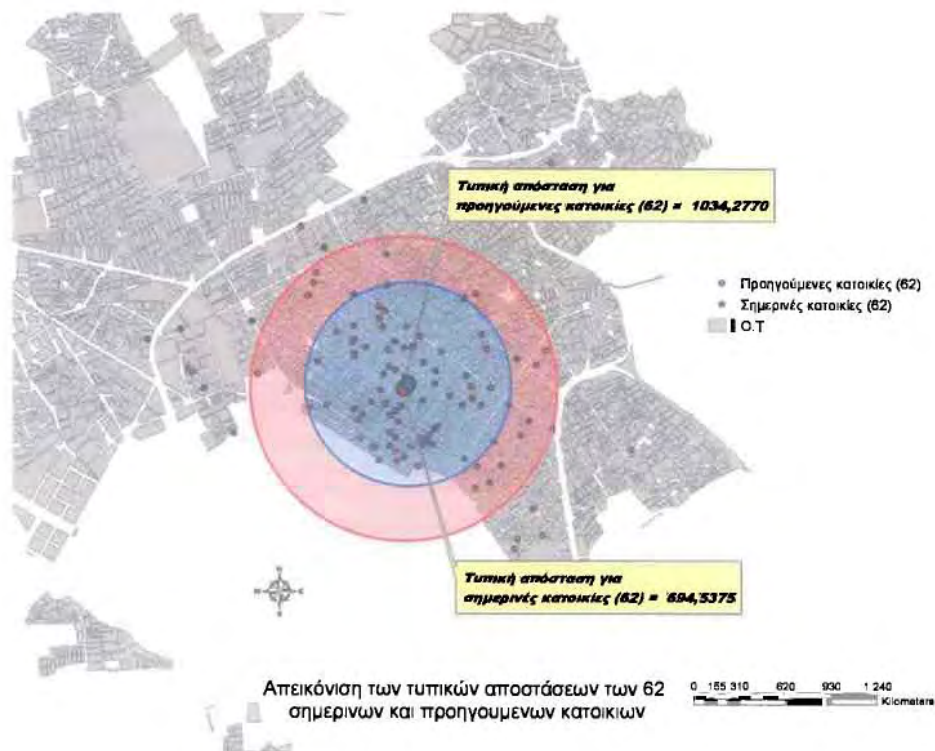 Τυπική απόσταση για
προηγούμενες κατοικίες (62) = 1034,2770
Προηγούμενες κατοικίες (62)
Σημερινές κατοικίες (62)
Ο.Τ
Τυπική απόσταση για
σημερινές κατοικίες (62) = 694,5375
Απεικόνιση των τυπικών αποστάσεων των 62
σημερινων και προηγουμενων κατοικιων
0 155 310 620 930 1 240
Kilometers